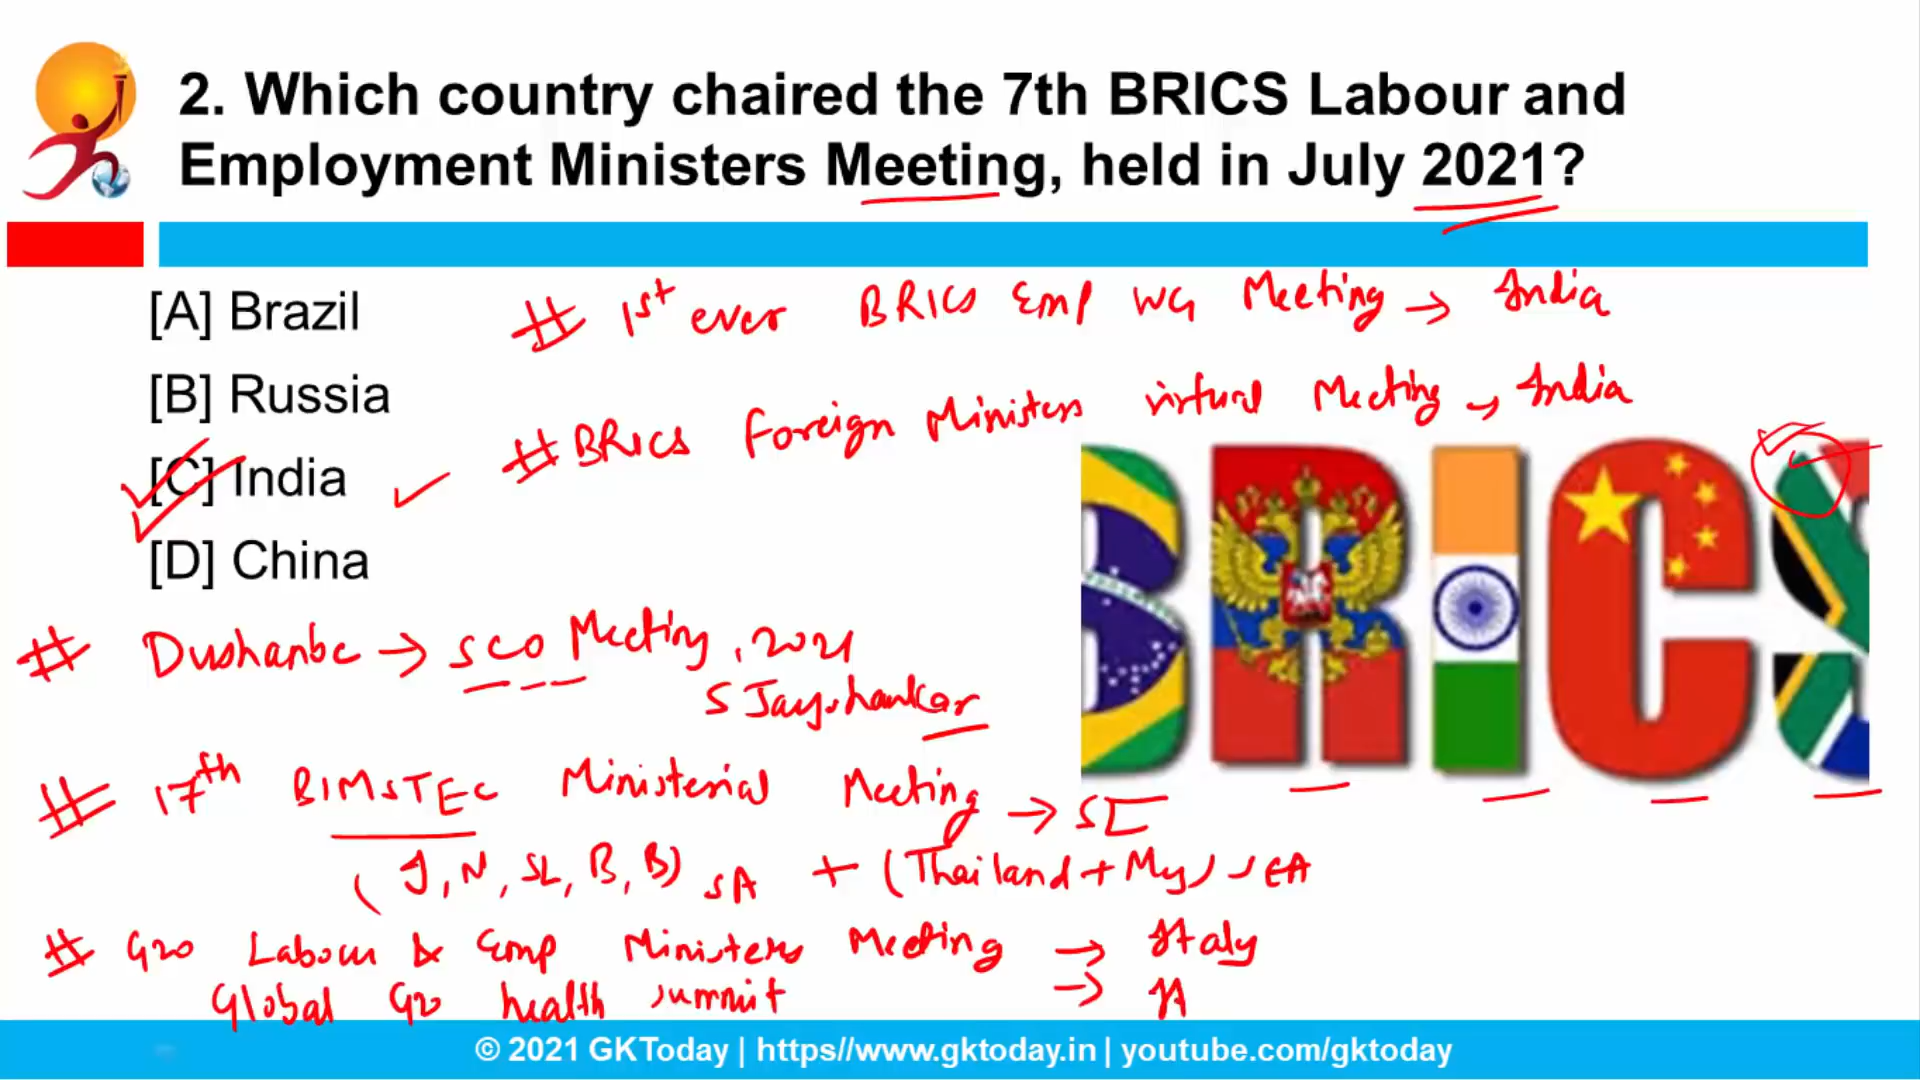 2. Which country chaired the 7th BRICS Labour and
Employment Ministers Meeting, held in July 2021?
[A] Brazil
# 1st ever BRICS Emp WG Meeting → India
[B] Russia
# BRICS Foreign Ministers virtual Meeting → India
[C] India
[D] China
BRICS
# Dushanbe → SCO Meeting, 2021
S Jayshankar
# 17th BIMSTEC Ministerial Meeting → SL
(I, N, SL, B, B) SA + (Thailand + My) SEA
# G20 Labour & Emp Ministers Meeting → Italy
Global G20 health summit →
© 2021 GKToday | https//www.gktoday.in | youtube.com/gktoday